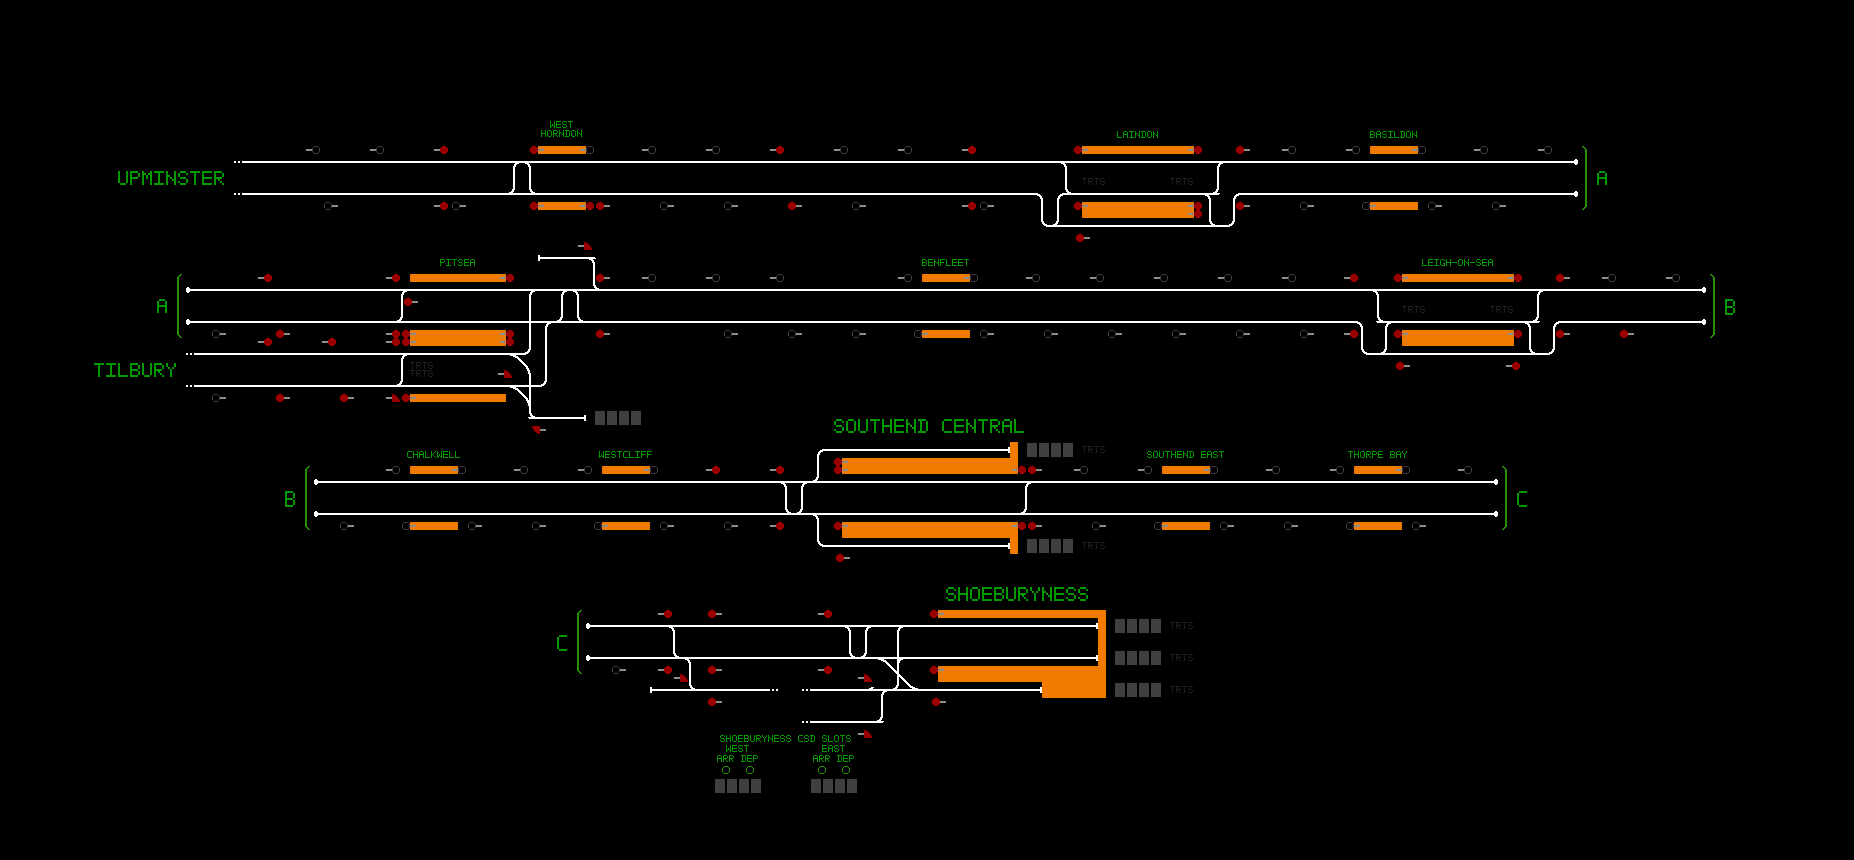 WEST
HORNDON
LAINDON
BASILDON
UPMINSTER
TRTS
TRTS
A
PITSEA
BENFLEET
LEIGH-ON-SEA
A
TRTS
TRTS
B
TILBURY
TRTS
TRTS
SOUTHEND CENTRAL
TRTS
CHALKWELL
WESTCLIFF
SOUTHEND EAST
THORPE BAY
B
C
TRTS
SHOEBURYNESS
TRTS
C
TRTS
TRTS
SHOEBURYNESS CSD SLOTS
WEST
EAST
ARR DEP
ARR DEP